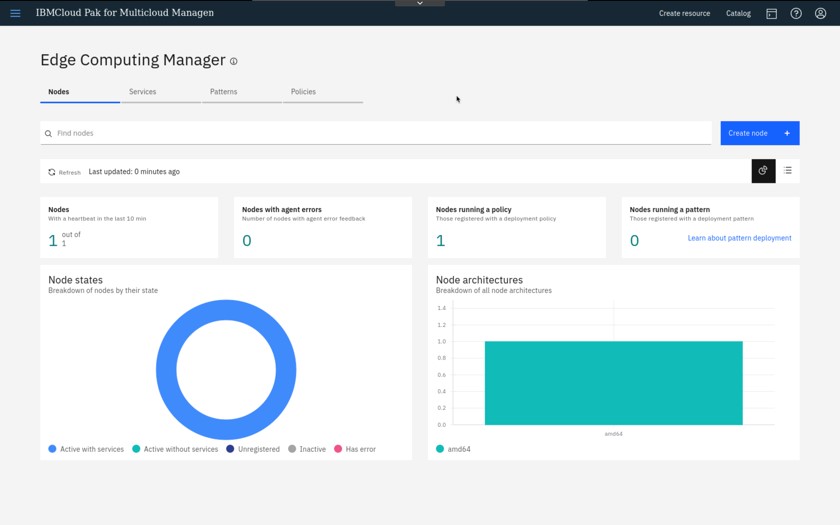 IBMCloud Pak for Multicloud Managen
Create resource
Catalog
Edge Computing Manager
Nodes
Services
Patterns
Policies
Find nodes
Create node +
Refresh
Last updated: 0 minutes ago
Nodes
With a heartbeat in the last 10 min
1 out of
1
Nodes with agent errors
Number of nodes with agent error feedback
0
Nodes running a policy
Those registered with a deployment policy
1
Nodes running a pattern
Those registered with a deployment pattern
0
Learn about pattern deployment
Node states
Breakdown of nodes by their state
Active with services
Active without services
Unregistered
Inactive
Has error
Node architectures
Breakdown of all node architectures
1.4
1.2
1.0
0.8
0.6
0.4
0.2
0.0
amd64
amd64